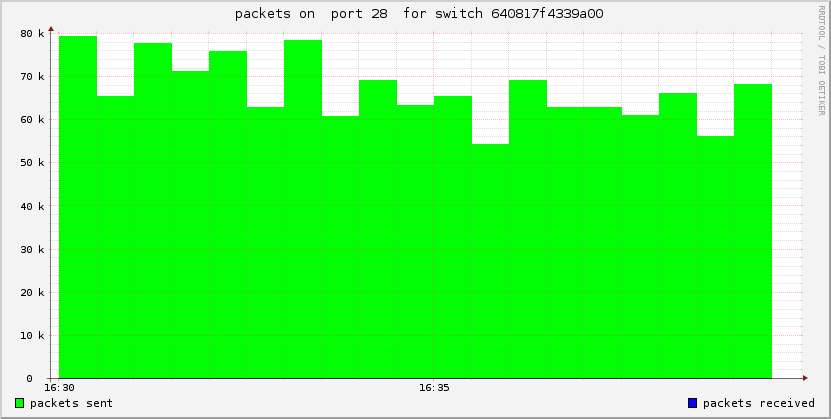 packets on  port 28  for switch 640817f4339a00
RRDTOOL / TOBI OETIKER
80 k
70 k
60 k
50 k
40 k
30 k
20 k
10 k
0
16:30 16:35
packets sent packets received